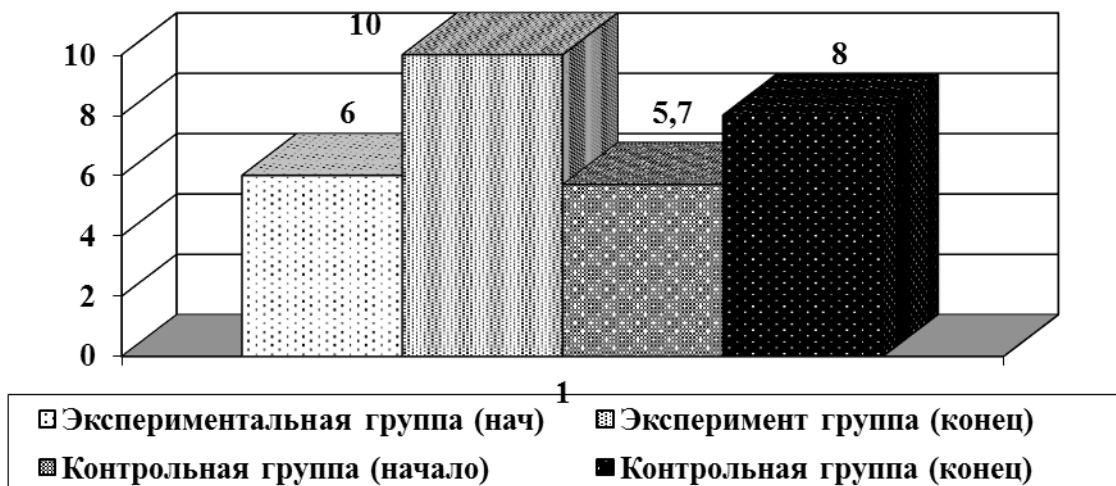 10
6
5,7
8
10
8
6
4
2
0
1
Экспериментальная группа (нач)
Эксперимент группа (конец)
Контрольная группа (начало)
Контрольная группа (конец)